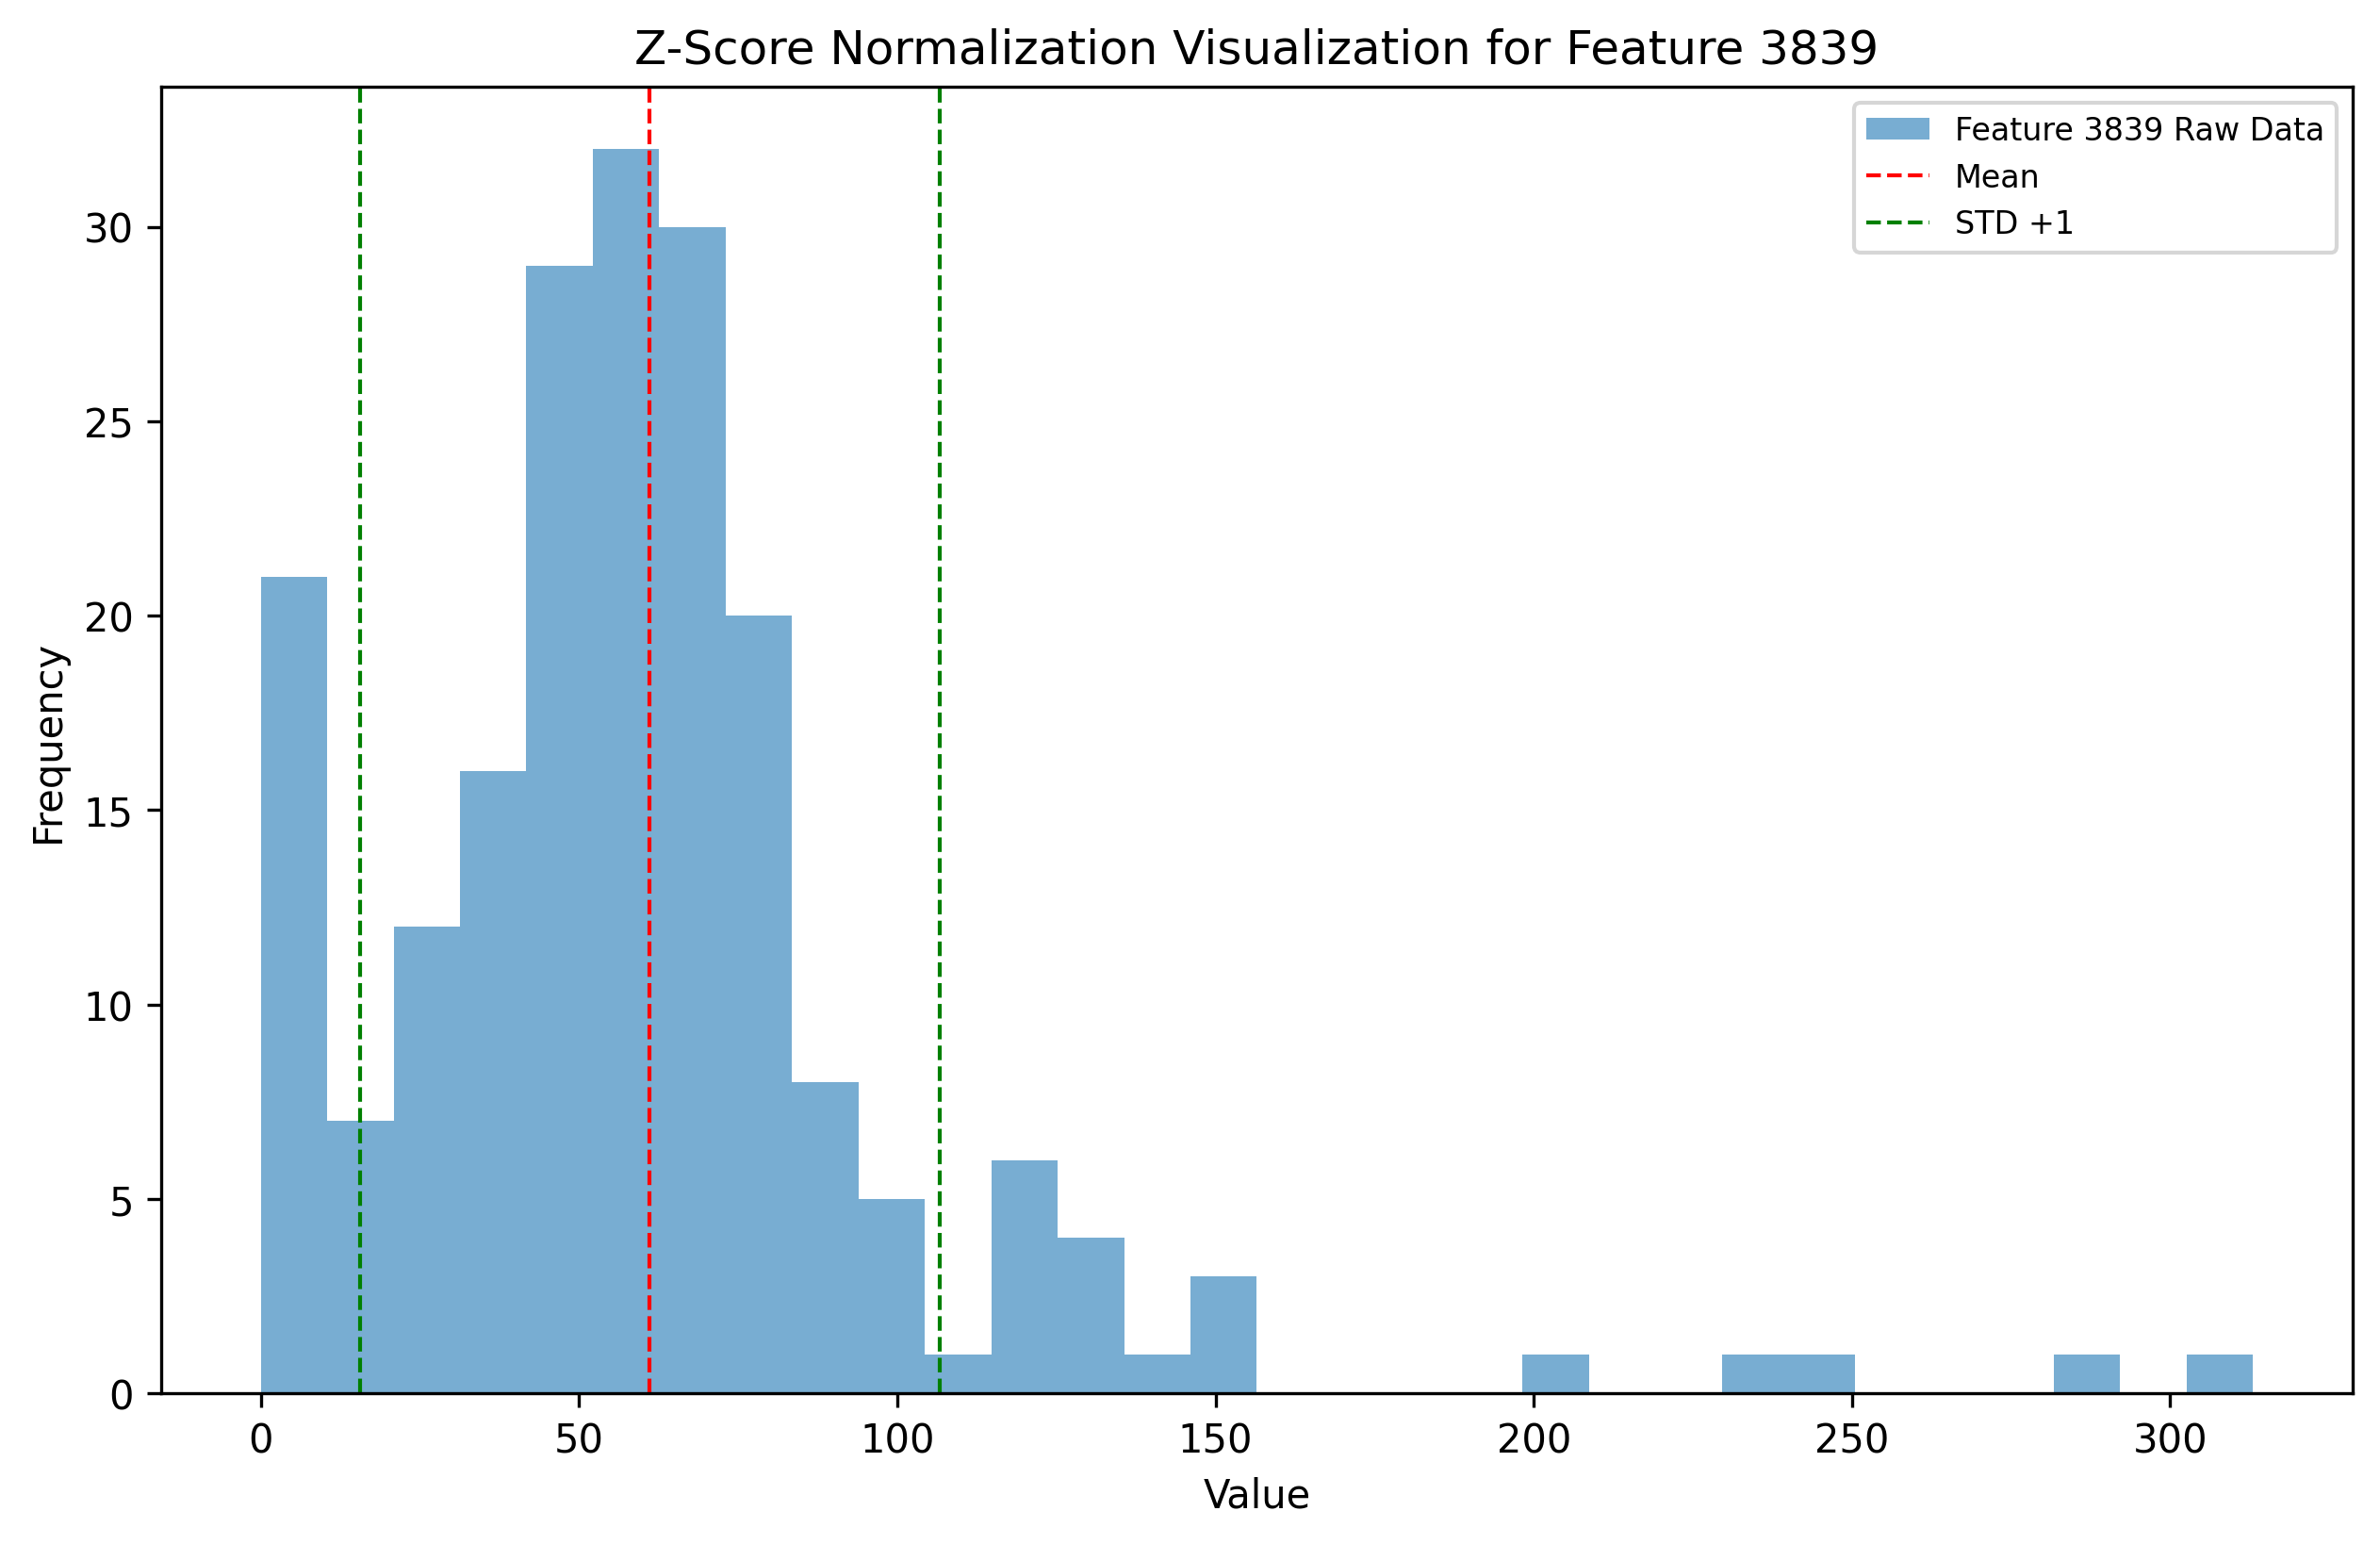 Z-Score Normalization Visualization for Feature 3839
Feature 3839 Raw Data
Mean
STD +1
Frequency
30
25
20
15
10
5
0
0 50 100 150 200 250 300
Value